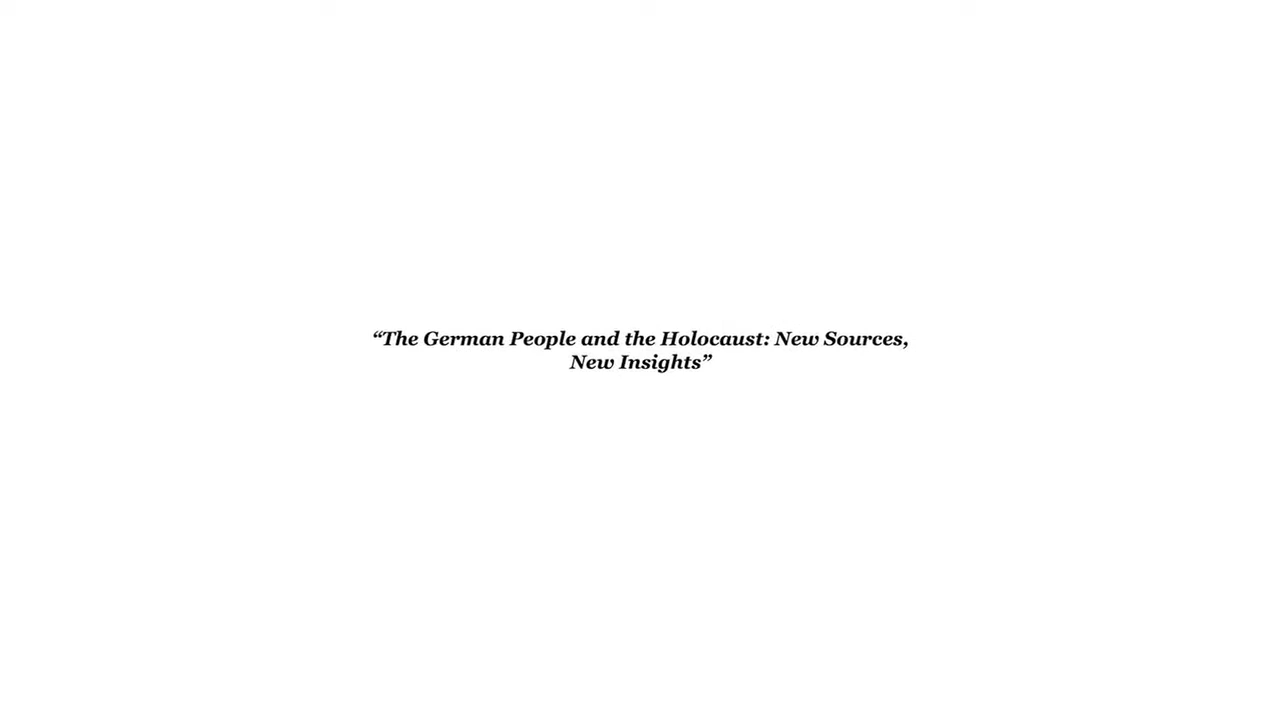 “The German People and the Holocaust: New Sources,
New Insights”